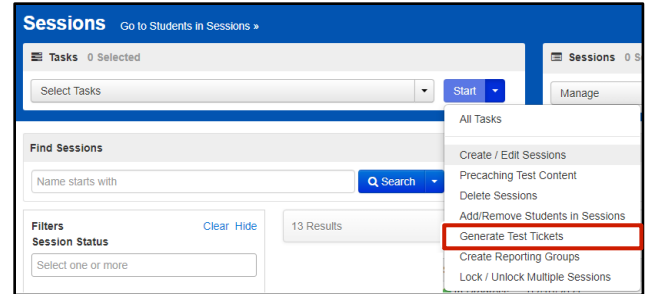 Sessions Go to Students in Sessions »
Tasks 0 Selected
Sessions 0
Select Tasks
Start
Manage
All Tasks
Create / Edit Sessions
Precaching Test Content
Delete Sessions
Add/Remove Students in Sessions
Generate Test Tickets
Create Reporting Groups
Lock / Unlock Multiple Sessions
Find Sessions
Name starts with
Search
Filters
Clear Hide
13 Results
Session Status
Select one or more